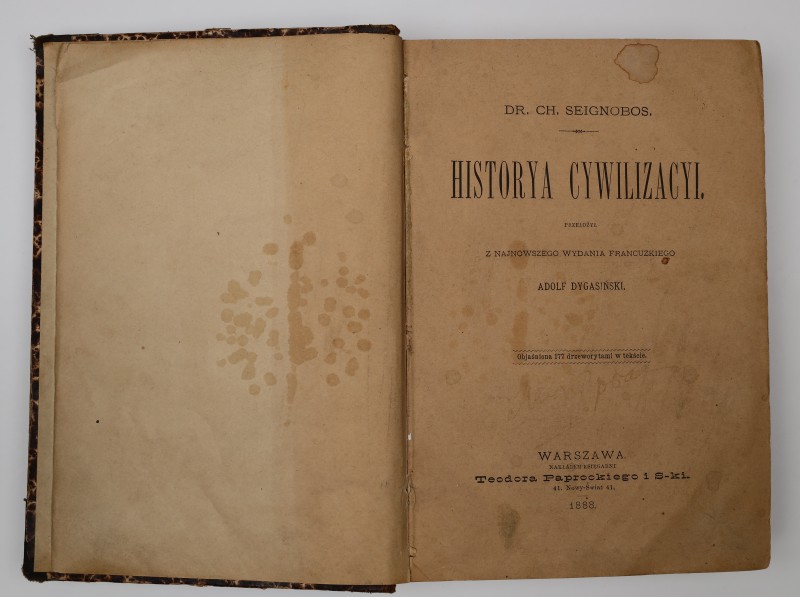 DR. CH. SEIGNOBOS.
HISTORYA CYWILIZACYI.
PRZEŁOŻYŁ
Z NAJNOWSZEGO WYDANIA FRANCUZKIEGO
ADOLF DYGASIŃSKI.
Objaśniona 177 drzeworytami w tekście.
WARSZAWA.
NAKŁADEM KSIĘGARNI
Teodora Paprockiego i S-ki.
41. Nowy-Świat 41.
1888.